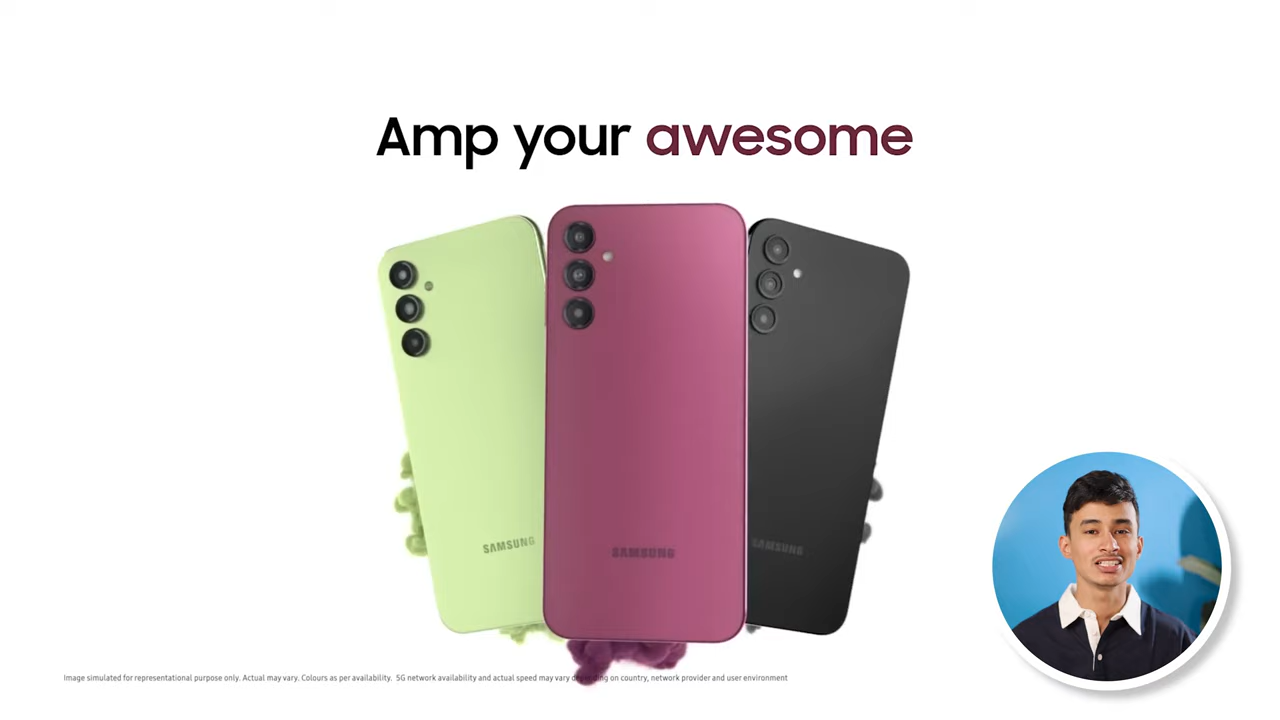 Amp your awesome
SAMSUNG
SAMSUNG
SAMSUNG
Image simulated for representational purpose only. Actual may vary. Colours as per availability. 5G network availability and actual speed may vary depending on country, network provider and user environment